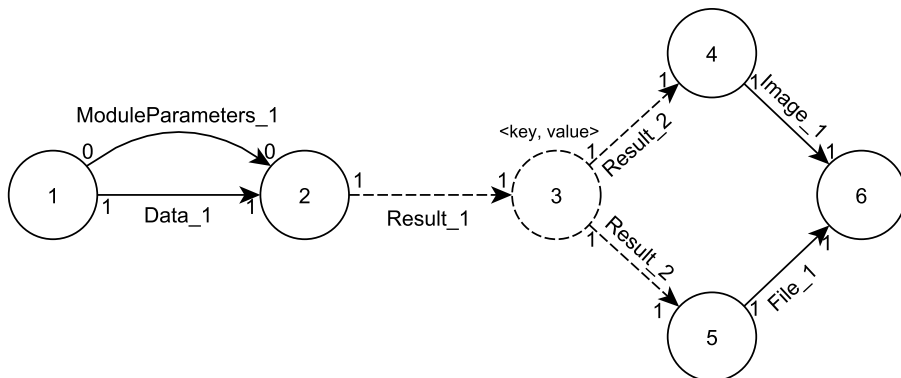 ModuleParameters_1
0
0
1
2
1
1
Data_1
1
1
Result_1
<key, value>
3
1
1
Result_2
1
4
1
Image_1
1
6
1
Result_2
1
5
1
File_1
1